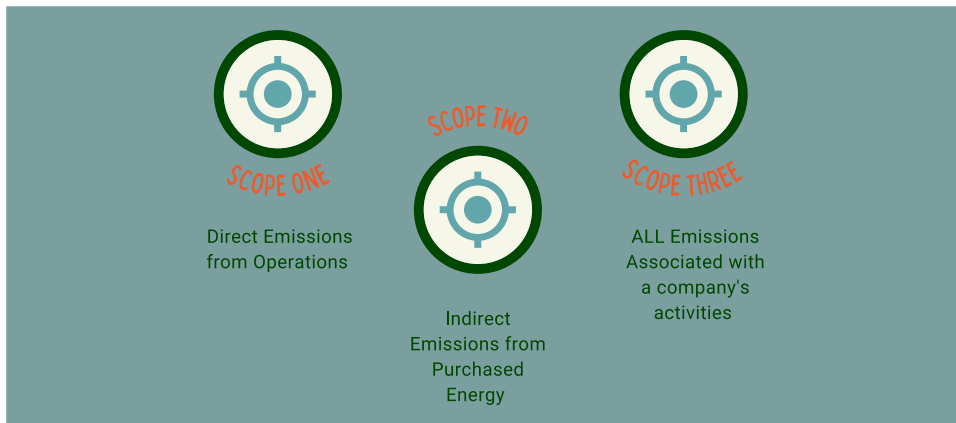 SCOPE ONE
Direct Emissions
from Operations
SCOPE TWO
Indirect
Emissions from
Purchased
Energy
SCOPE THREE
ALL Emissions
Associated with
a company's
activities